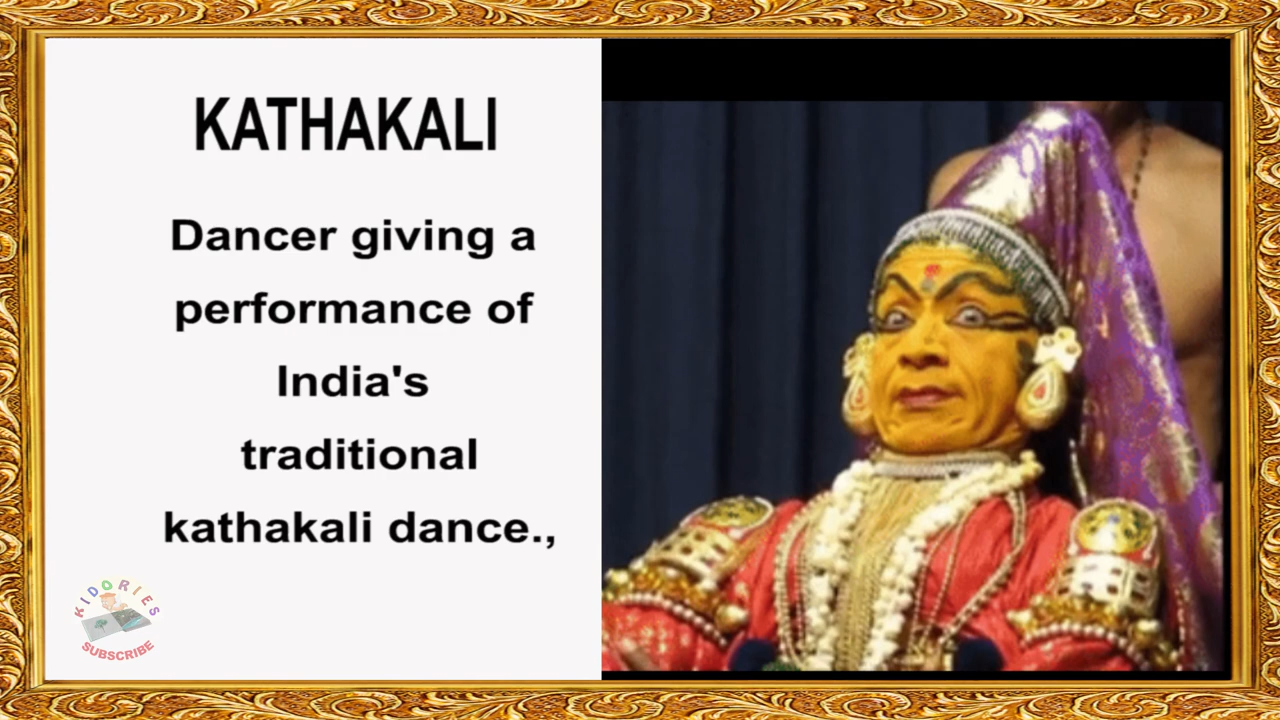 KATHAKALI
Dancer giving a
performance of
India's
traditional
kathakali dance.,
KIDORIES
SUBSCRIBE